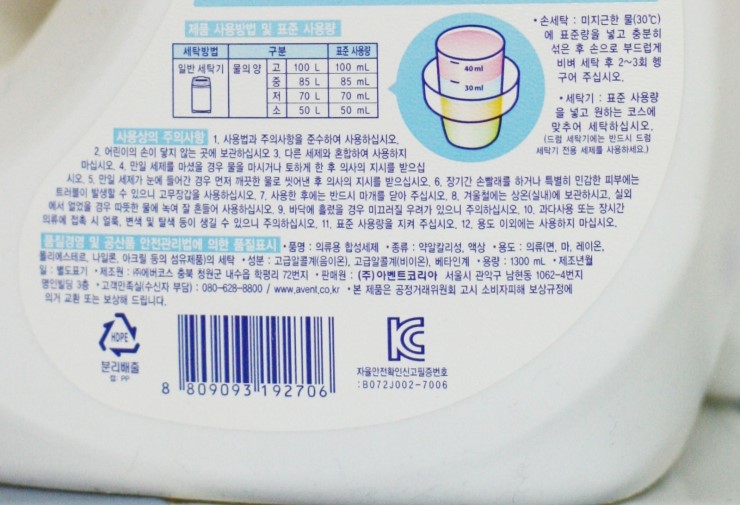 제품 사용방법 및 표준 사용량
세탁방법 구분 표준 사용량
일반 세탁기 물의 양 고 100 L 100 mL
중 85 L 85 mL
저 70 L 70 mL
소 50 L 50 mL
40ml
30ml
• 손세탁 : 미지근한 물(30℃)
에 표준량을 넣고 충분히
섞은 후 손으로 부드럽게
비벼 세탁 후 2~3회 헹
구어 주십시오.
• 세탁기 : 표준 사용량
을 넣고 원하는 코스에
맞추어 세탁하십시오.
(드럼 세탁기에는 반드시 드럼
세탁기 전용 세제를 사용하세요.)
사용상의 주의사항 1. 사용법과 주의사항을 준수하여 사용하십시오.
2. 어린이의 손이 닿지 않는 곳에 보관하십시오 3. 다른 세제와 혼합하여 사용하지
마십시오. 4. 만일 세제를 마셨을 경우 물을 마시거나 토하게 한 후 의사의 지시를 받으십
시오. 5. 만일 세제가 눈에 들어간 경우 먼저 깨끗한 물로 씻어낸 후 의사의 지시를 받으십시오. 6. 장기간 손빨래를 하거나 특별히 민감한 피부에는
트러블이 발생할 수 있으니 고무장갑을 사용하십시오. 7. 사용한 후에는 반드시 마개를 닫아 주십시오. 8. 겨울철에는 상온(실내)에 보관하시고, 실외
에서 얼었을 경우 따뜻한 물에 녹여 잘 흔들어 사용하십시오. 9. 바닥에 흘렸을 경우 미끄러질 우려가 있으니 주의하십시오. 10. 과다사용 또는 장시간
의류에 접촉 시 얼룩, 변색 및 탈색 등이 생길 수 있으니 주의하십시오. 11. 표준 사용량을 지켜 주십시오. 12. 용도 이외에는 사용하지 마십시오.
품질경영 및 공산품 안전관리법에 의한 품질표시 • 품명 : 의류용 합성세제 • 종류 : 약알칼리성, 액상 • 용도 : 의류(면, 마, 레이온,
폴리에스테르, 나일론, 아크릴 등의 섬유제품)의 세탁 • 성분 : 고급알콜계(음이온), 고급알콜계(비이온), 베타인계 • 용량 : 1300 mL • 제조년월
일 : 별도표기 • 제조원 : ㈜에버코스 충북 청원군 내수읍 학평리 72번지 • 판매원 : (주)아벤트코리아 서울시 관악구 남현동 1062-4번지
명인빌딩 3층 • 고객만족실(수신자 부담) : 080-628-8800 / www.avent.co.kr • 본 제품은 공정거래위원회 고시 소비자피해 보상규정에
의거 교환 또는 보상해 드립니다.
HDPE
분리배출
캡: PP
8 809093 192706
자율안전확인신고필증번호
: B072J002-7006